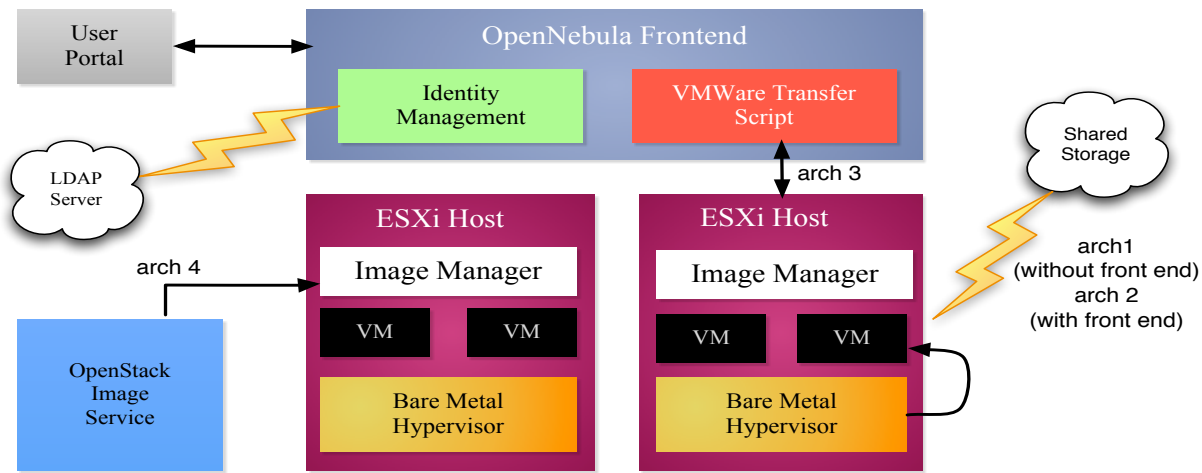 User
Portal
OpenNebula Frontend
Identity
Management
VMWare Transfer
Script
Shared
Storage
LDAP
Server
arch 3
ESXi Host
ESXi Host
arch 4
Image Manager
Image Manager
arch1
(without front end)
arch 2
(with front end)
VM
VM
VM
VM
OpenStack
Image
Service
Bare Metal
Hypervisor
Bare Metal
Hypervisor